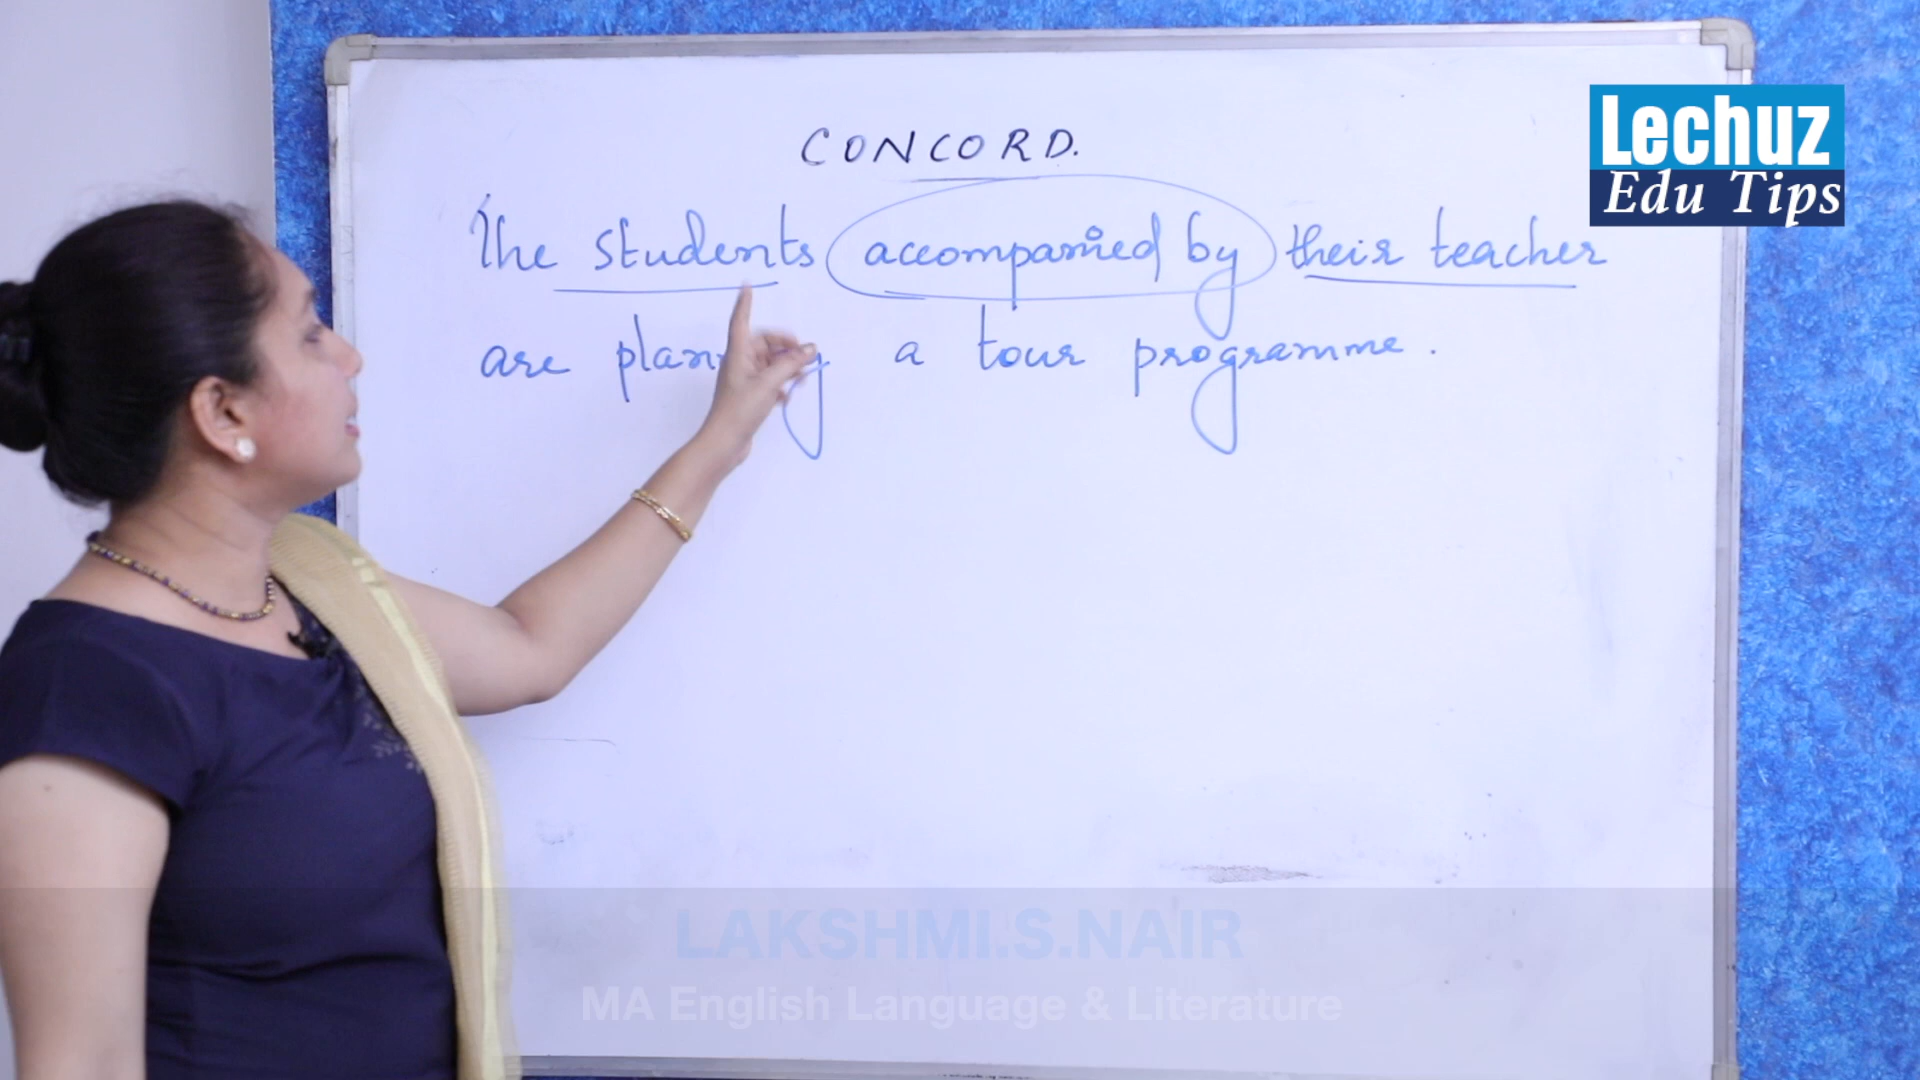 CONCORD.
The students accompanied by their teacher
are a tour programme.
Lechuz
Edu Tips
LAKSHMI.S.NAIR
MA English Language & Literature